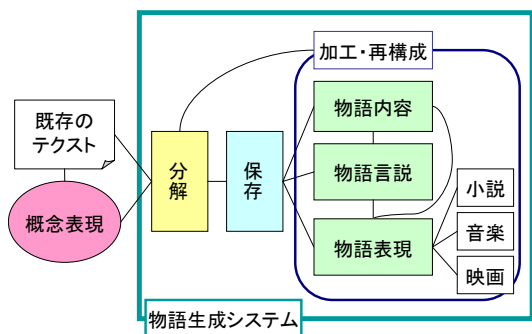 加工・再構成
既存の
テクスト
概念表現
分
解
保
存
物語内容
物語言説
物語表現
小説
音楽
映画
物語生成システム